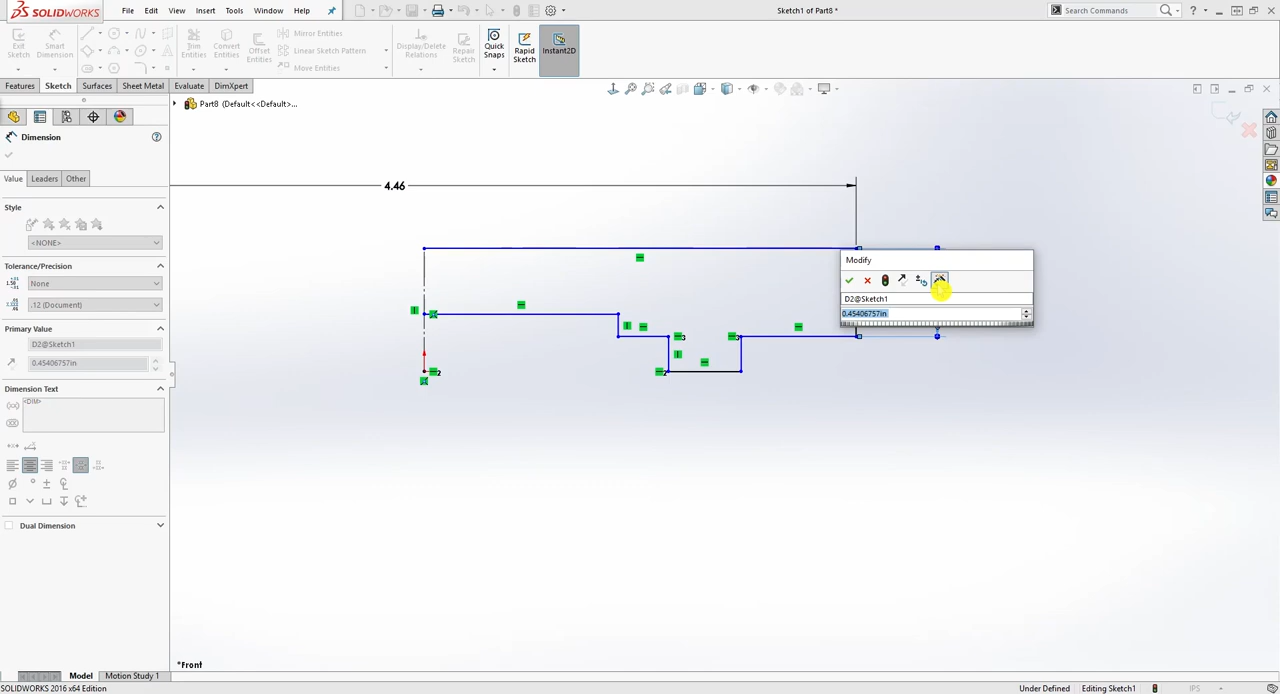 SOLIDWORKS
File
Edit
View
Insert
Tools
Window
Help
Sketch1 of Part8 *
Search Commands
Exit Sketch
Smart Dimension
Trim Entities
Convert Entities
Offset Entities
Mirror Entities
Linear Sketch Pattern
Move Entities
Display/Delete Relations
Repair Sketch
Quick Snaps
Rapid Sketch
Instant2D
Features
Sketch
Surfaces
Sheet Metal
Evaluate
DimXpert
Part8 (Default<<Default>...
Dimension
Value
Leaders
Other
Style
<NONE>
Tolerance/Precision
None
.12 (Document)
Primary Value
D2@Sketch1
0.45406757in
Dimension Text
<DIM>
Dual Dimension
4.46
Modify
D2@Sketch1
0.45406757in
2
3
3
2
*Front
Model
Motion Study 1
SOLIDWORKS 2016 x64 Edition
Under Defined
Editing Sketch1
IPS